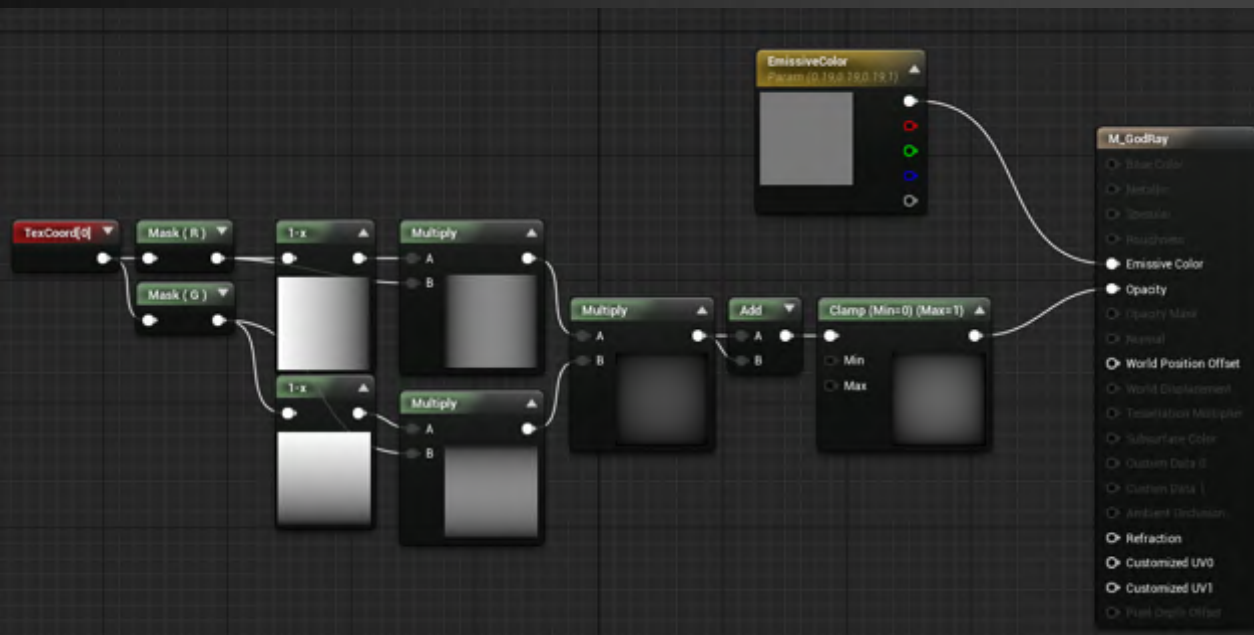 EmissiveColor
Param (0.19,0.19,0.19,1)
M_GodRay
Base Color
Metallic
Specular
Roughness
Emissive Color
Opacity
Opacity Mask
Normal
World Position Offset
World Displacement
Tessellation Multiplier
Subsurface Color
Custom Data 0
Custom Data 1
Ambient Occlusion
Refraction
Customized UV0
Customized UV1
Pixel Depth Offset
TexCoord[0]
Mask ( R )
Mask ( G )
1-x
Multiply
A
B
1-x
Multiply
A
B
Multiply
A
B
Add
A
B
Clamp (Min=0) (Max=1)
Min
Max